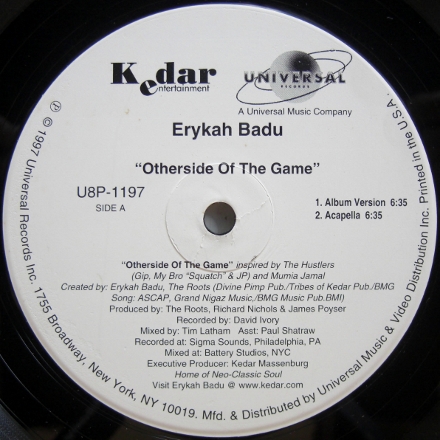 Kedar
entertainment
UNIVERSAL
RECORDS
A Universal Music Company
Erykah Badu
“Otherside Of The Game”
U8P-1197
SIDE A
1. Album Version 6:35
2. Acapella 6:35
"Otherside Of The Game" inspired by The Hustlers
(Gip, My Bro "Squatch" & JP) and Mumia Jamal
Created by: Erykah Badu, The Roots (Divine Pimp Pub./Tribes of Kedar Pub./BMG
Song: ASCAP, Grand Nigaz Music,/BMG Music Pub.BMI)
Produced by: The Roots, Richard Nichols & James Poyser
Recorded by: David Ivory
Mixed by: Tim Latham Asst: Paul Shatraw
Recorded at: Sigma Sounds, Philadelphia, PA
Mixed at: Battery Studios, NYC
Executive Producer: Kedar Massenburg
Home of Neo-Classic Soul
Visit Erykah Badu @ www.kedar.com
℗ © 1997 Universal Records Inc. 1755 Broadway, New York, NY 10019. Mfd. & Distributed by Universal Music & Video Distribution Inc. Printed in the U.S.A.